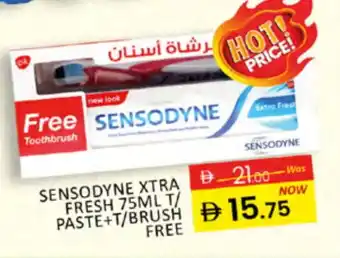 HOT!
PRICE!
فرشاة أسنان
gsk
new look
Free
Toothbrush
SENSODYNE
Extra Fresh
SENSODYNE
SENSODYNE XTRA
FRESH 75ML T/
PASTE+T/BRUSH
FREE
21.00 Was
NOW
15.75